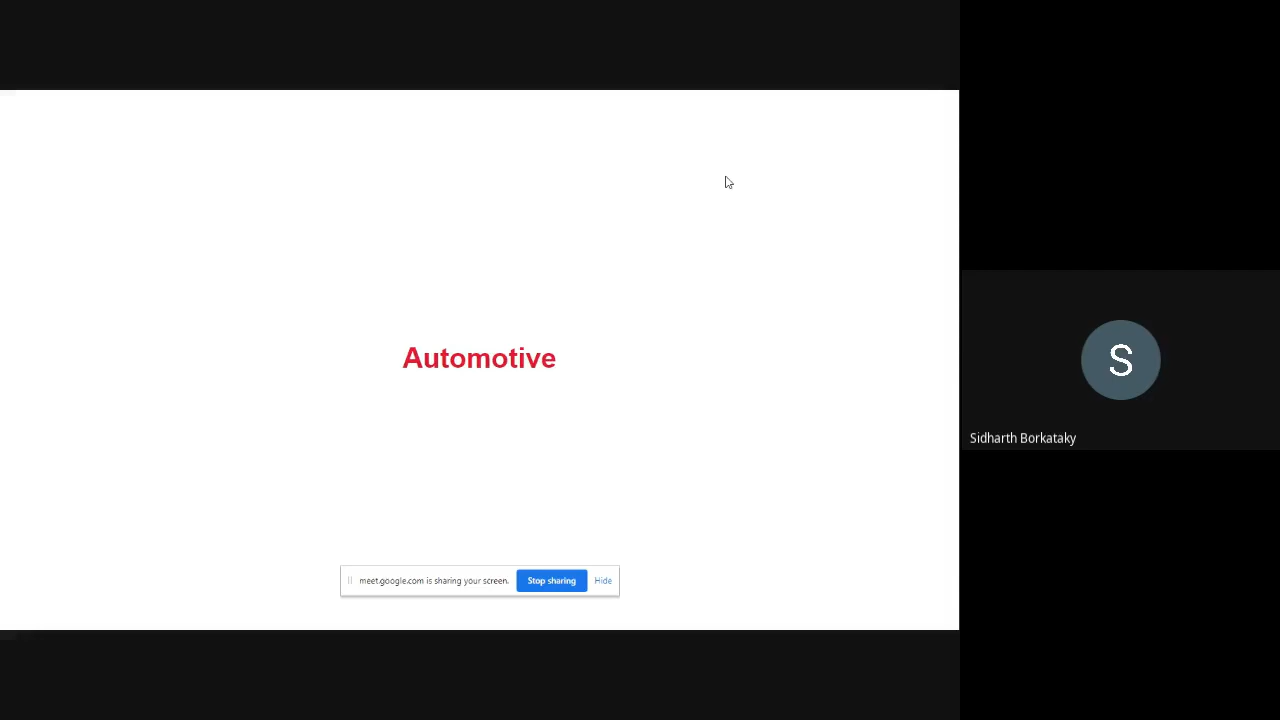 Automotive
S
Sidharth Borkataky
meet.google.com is sharing your screen. Stop sharing Hide